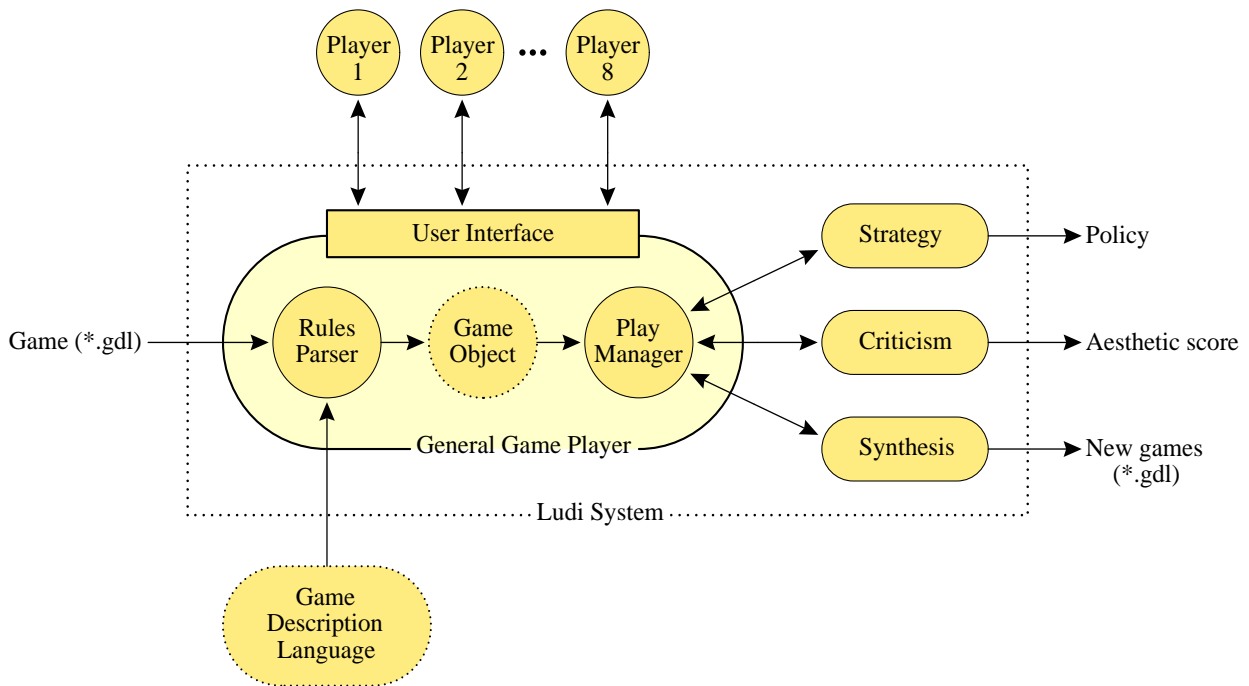 Player
1
Player
2
...
Player
8
User Interface
Strategy
Policy
Game (*.gdl)
Rules
Parser
Game
Object
Play
Manager
Criticism
Aesthetic score
General Game Player
Synthesis
New games
(*.gdl)
Ludi System
Game
Description
Language